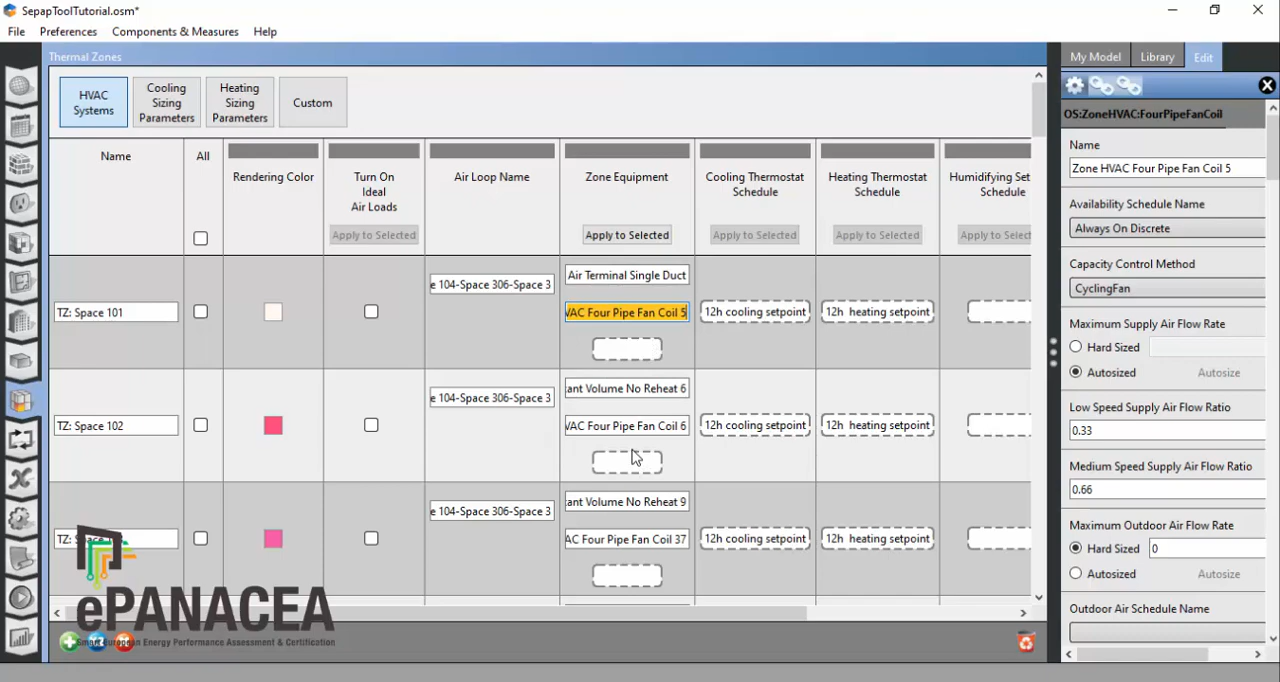 SepapToolTutorial.osm*
File Preferences Components & Measures Help
Thermal Zones
My Model Library Edit
HVAC Systems
Cooling Sizing Parameters
Heating Sizing Parameters
Custom
Name
All
Rendering Color
Turn On Ideal Air Loads
Apply to Selected
Air Loop Name
Zone Equipment
Apply to Selected
Cooling Thermostat Schedule
Apply to Selected
Heating Thermostat Schedule
Apply to Selected
Humidifying Set
Schedule
Apply to Select
TZ: Space 101
e 104-Space 306-Space 3
Air Terminal Single Duct
VAC Four Pipe Fan Coil 5
12h cooling setpoint
12h heating setpoint
TZ: Space 102
e 104-Space 306-Space 3
ant Volume No Reheat 6
VAC Four Pipe Fan Coil 6
12h cooling setpoint
12h heating setpoint
TZ:
e 104-Space 306-Space 3
ant Volume No Reheat 9
AC Four Pipe Fan Coil 37
12h cooling setpoint
12h heating setpoint
ePANACEA
Smart European Energy Performance Assessment & Certification
OS:ZoneHVAC:FourPipeFanCoil
Name
Zone HVAC Four Pipe Fan Coil 5
Availability Schedule Name
Always On Discrete
Capacity Control Method
CyclingFan
Maximum Supply Air Flow Rate
Hard Sized
Autosized Autosize
Low Speed Supply Air Flow Ratio
0.33
Medium Speed Supply Air Flow Ratio
0.66
Maximum Outdoor Air Flow Rate
Hard Sized 0
Autosized Autosize
Outdoor Air Schedule Name